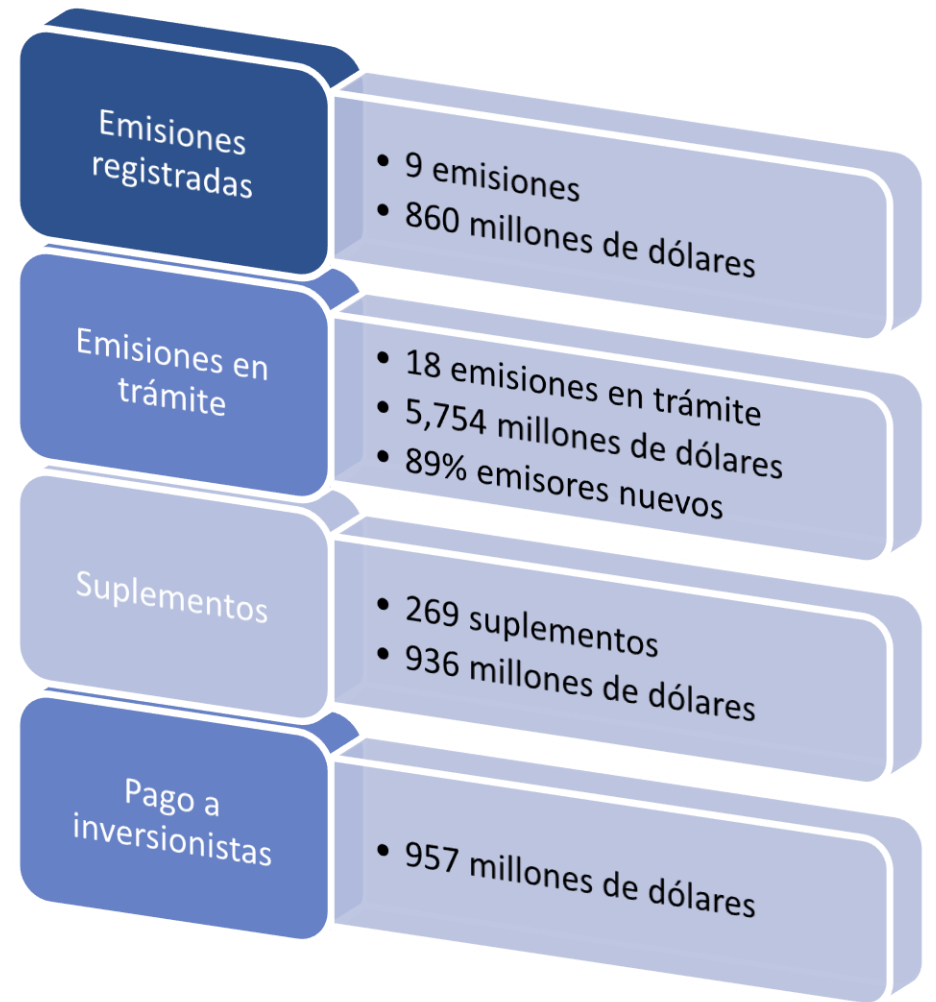 Emisiones
registradas
• 9 emisiones
• 860 millones de dólares
Emisiones en
trámite
• 18 emisiones en trámite
• 5,754 millones de dólares
• 89% emisores nuevos
Suplementos
• 269 suplementos
• 936 millones de dólares
Pago a
inversionistas
• 957 millones de dólares